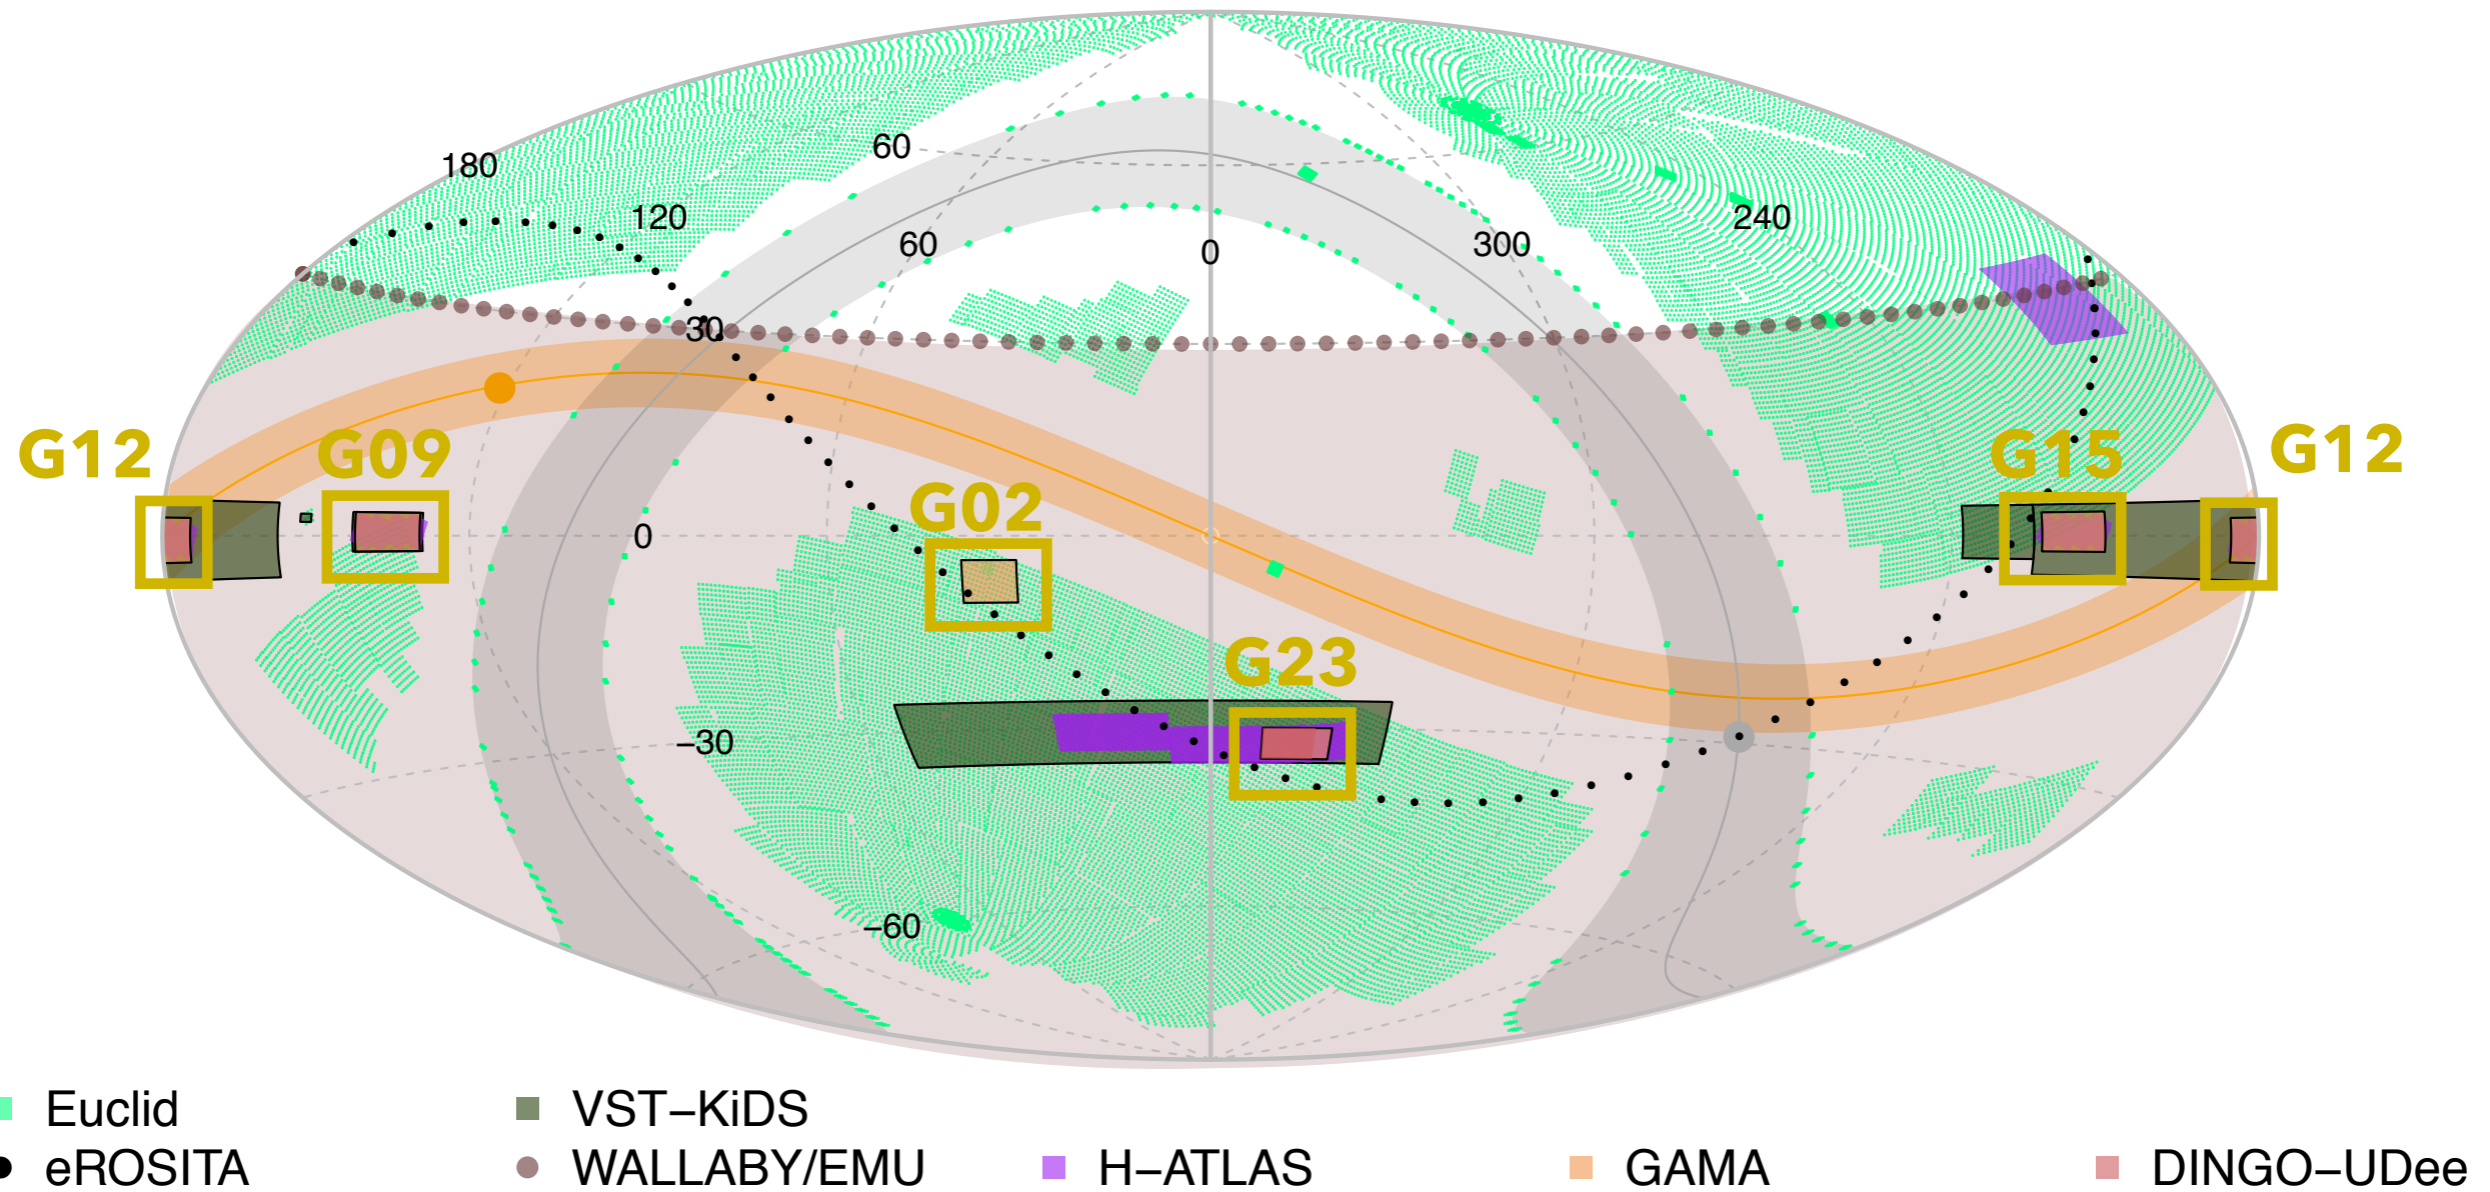 60
180
120
240
60
300
0
30
G12
G09
G15
G12
G02
0
G23
−30
−60
Euclid
VST−KiDS
eROSITA
WALLABY/EMU
H−ATLAS
GAMA
DINGO−UDee